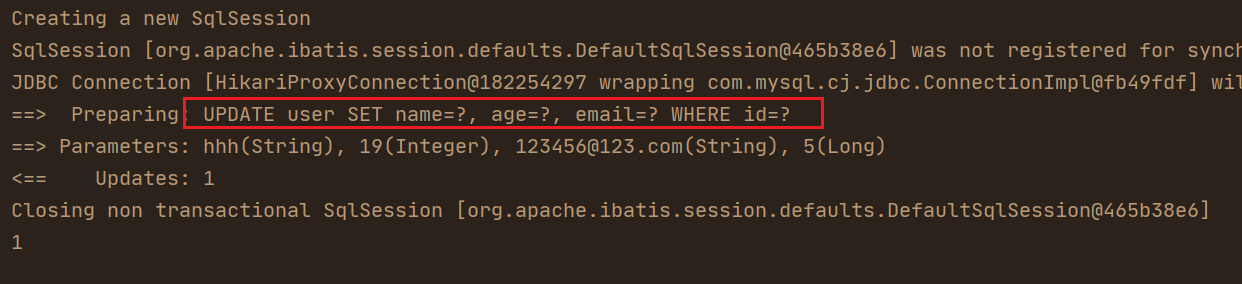 Creating a new SqlSession
SqlSession [org.apache.ibatis.session.defaults.DefaultSqlSession@465b38e6] was not registered for synch
JDBC Connection [HikariProxyConnection@182254297 wrapping com.mysql.cj.jdbc.ConnectionImpl@fb49fdf] wil
==>  Preparing: UPDATE user SET name=?, age=?, email=? WHERE id=?
==> Parameters: hhh(String), 19(Integer), 123456@123.com(String), 5(Long)
<==    Updates: 1
Closing non transactional SqlSession [org.apache.ibatis.session.defaults.DefaultSqlSession@465b38e6]
1